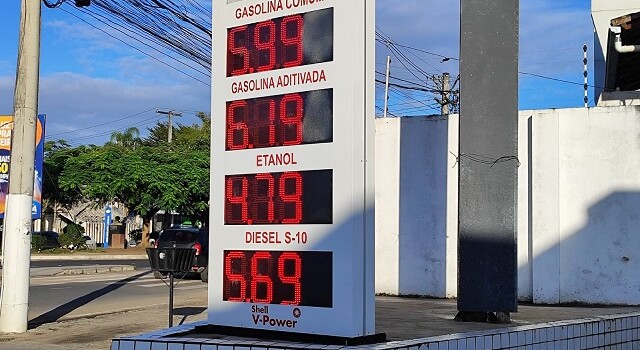 GASOLINA COMUM
5.99
GASOLINA ADITIVADA
6.19
ETANOL
4.79
DIESEL S-10
5.69
Shell
V-Power